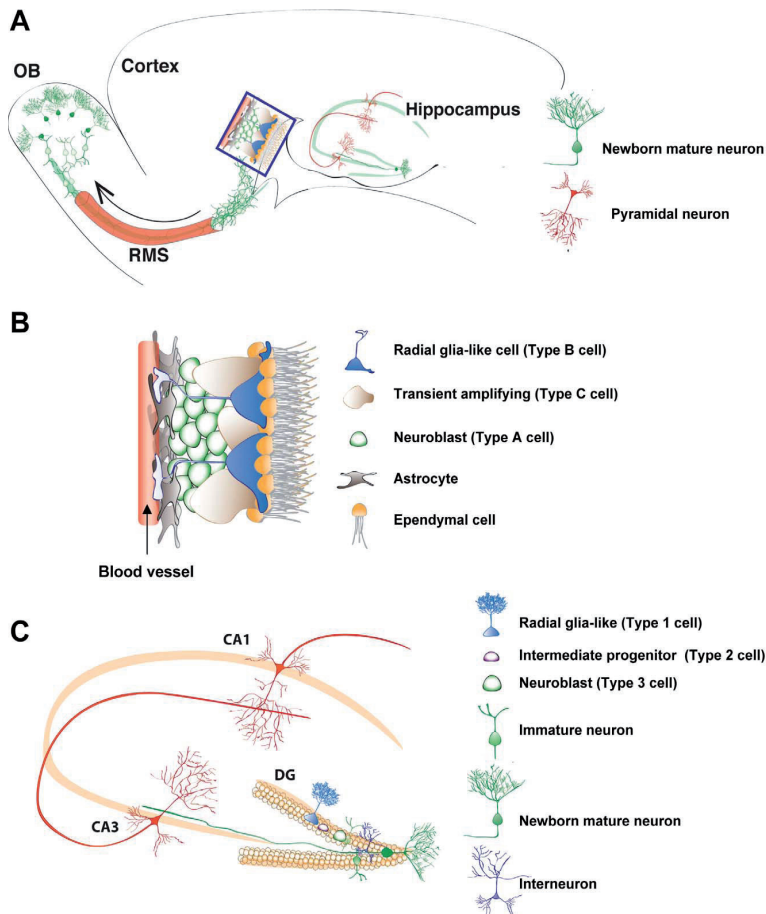 A
OB
Cortex
Hippocampus
RMS
Newborn mature neuron
Pyramidal neuron
B
Radial glia-like cell (Type B cell)
Transient amplifying (Type C cell)
Neuroblast (Type A cell)
Astrocyte
Ependymal cell
Blood vessel
C
CA1
CA3
DG
Radial glia-like (Type 1 cell)
Intermediate progenitor (Type 2 cell)
Neuroblast (Type 3 cell)
Immature neuron
Newborn mature neuron
Interneuron